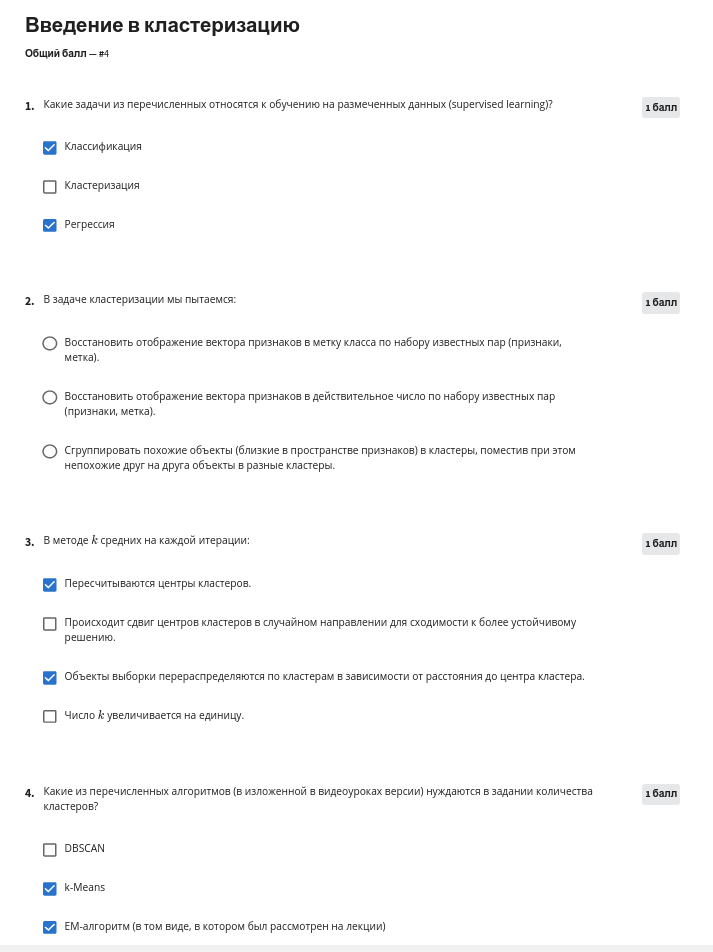 Введение в кластеризацию
Общий балл — #4
1. Какие задачи из перечисленных относятся к обучению на размеченных данных (supervised learning)?
1 балл
Классификация
Кластеризация
Регрессия
2. В задаче кластеризации мы пытаемся:
1 балл
Восстановить отображение вектора признаков в метку класса по набору известных пар (признаки,
метка).
Восстановить отображение вектора признаков в действительное число по набору известных пар
(признаки, метка).
Сгруппировать похожие объекты (близкие в пространстве признаков) в кластеры, поместив при этом
непохожие друг на друга объекты в разные кластеры.
3. В методе k средних на каждой итерации:
1 балл
Пересчитываются центры кластеров.
Происходит сдвиг центров кластеров в случайном направлении для сходимости к более устойчивому
решению.
Объекты выборки перераспределяются по кластерам в зависимости от расстояния до центра кластера.
Число k увеличивается на единицу.
4. Какие из перечисленных алгоритмов (в изложенной в видеоуроках версии) нуждаются в задании количества
1 балл
кластеров?
DBSCAN
k-Means
EM-алгоритм (в том виде, в котором был рассмотрен на лекции)